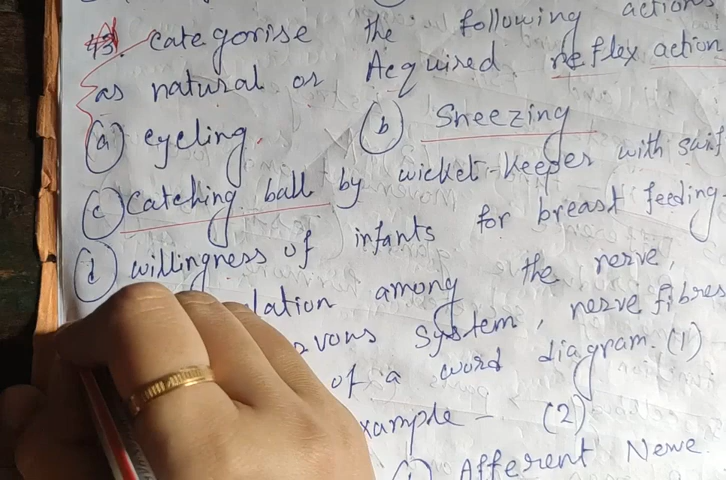 43. categorise the following actions
as natural or Acquired reflex action
(a) cycling. (b) Sneezing
(c) Catching ball by wicket-keeper with swif
(d) willingness of infants for breast feeding
lation among the nerve,
vous system, nerve fibres
of a word diagram. (1)
xample - (2)
(i) Afferent Nerve.